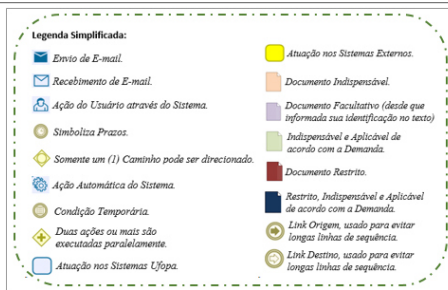 Legenda Simplificada:
Envio de E-mail.
Recebimento de E-mail.
Ação do Usuário através do Sistema.
Simboliza Prazos.
Somente um (1) Caminho pode ser direcionado.
Ação Automática do Sistema.
Condição Temporária.
Duas ações ou mais são
executadas paralelamente.
Atuação nos Sistemas Ufopa.
Atuação nos Sistemas Externos.
Documento Indispensável.
Documento Facultativo (desde que
informada sua identificação no texto)
Indispensável e Aplicável de
acordo com a Demanda.
Documento Restrito.
Restrito, Indispensável e Aplicável
de acordo com a Demanda.
Link Origem, usado para evitar
longas linhas de sequência.
Link Destino, usado para evitar
longas linhas de sequência.